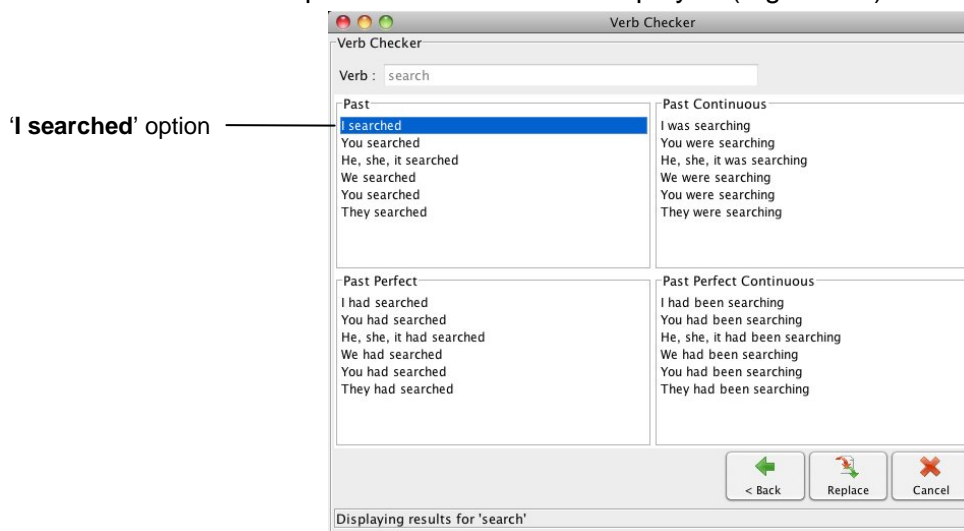 Verb Checker
Verb Checker
Verb : search
'I searched' option
Past
I searched
You searched
He, she, it searched
We searched
You searched
They searched
Past Continuous
I was searching
You were searching
He, she, it was searching
We were searching
You were searching
They were searching
Past Perfect
I had searched
You had searched
He, she, it had searched
We had searched
You had searched
They had searched
Past Perfect Continuous
I had been searching
You had been searching
He, she, it had been searching
We had been searching
You had been searching
They had been searching
< Back
Replace
Cancel
Displaying results for 'search'